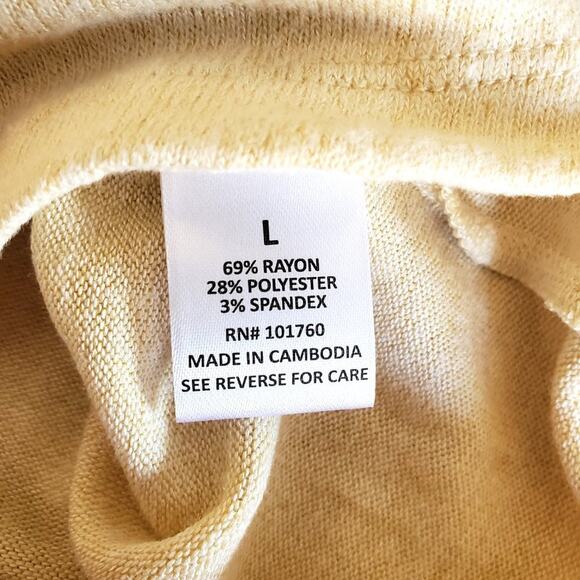 L
69% RAYON
28% POLYESTER
3% SPANDEX
RN# 101760
MADE IN CAMBODIA
SEE REVERSE FOR CARE